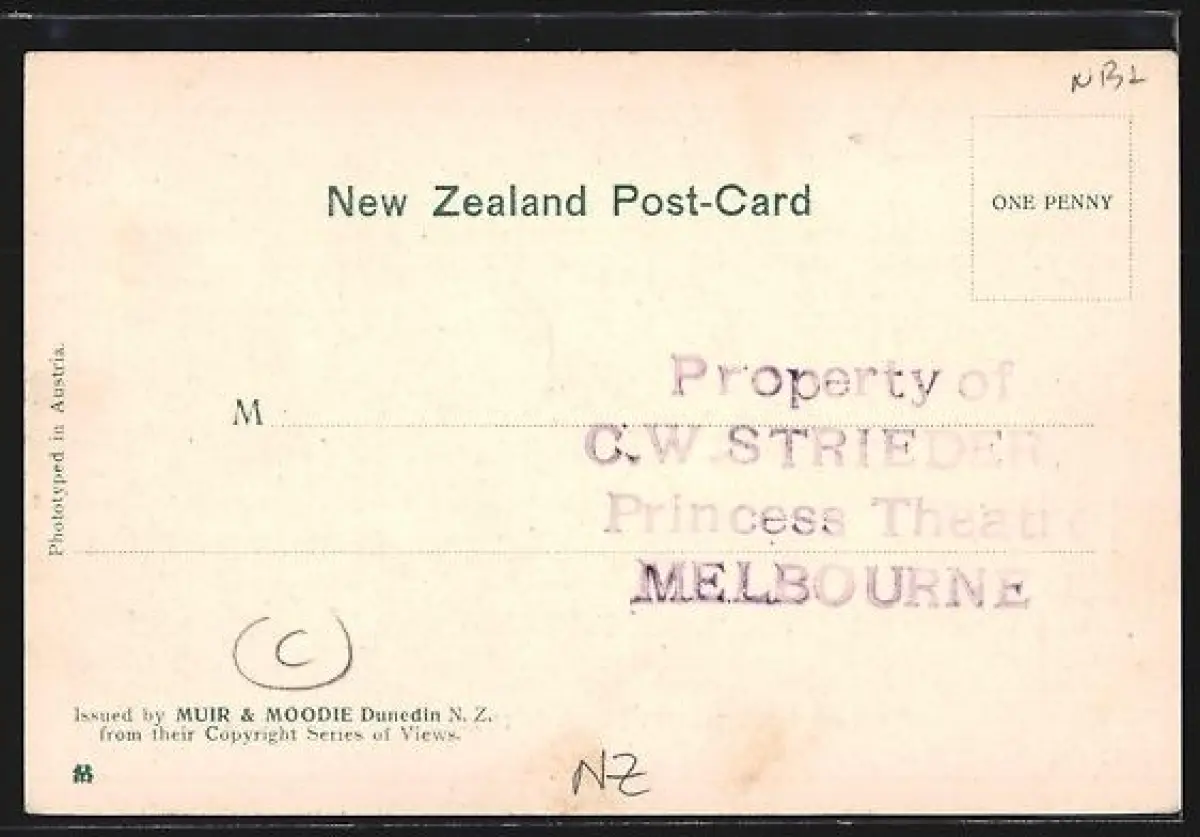 NBL
New Zealand Post-Card
ONE PENNY
Phototyped in Austria.
Property of
C.W. STRIEDER,
M
Princess Theatre
MELBOURNE
C
Issued by MUIR & MOODIE Dunedin N. Z.
from their Copyright Series of Views.
NZ